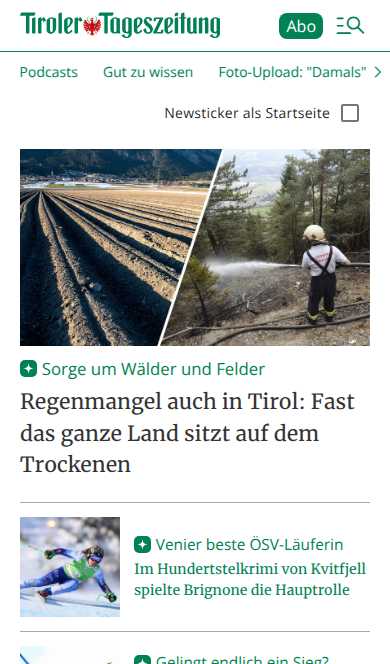 Tiroler Tageszeitung
Abo
Podcasts Gut zu wissen Foto-Upload: "Damals"
Newsticker als Startseite
Sorge um Wälder und Felder
Regenmangel auch in Tirol: Fast
das ganze Land sitzt auf dem
Trockenen
Venier beste ÖSV-Läuferin
Im Hundertstelkrimi von Kvitfjell
spielte Brignone die Hauptrolle
Gelingt endlich ein Sieg?